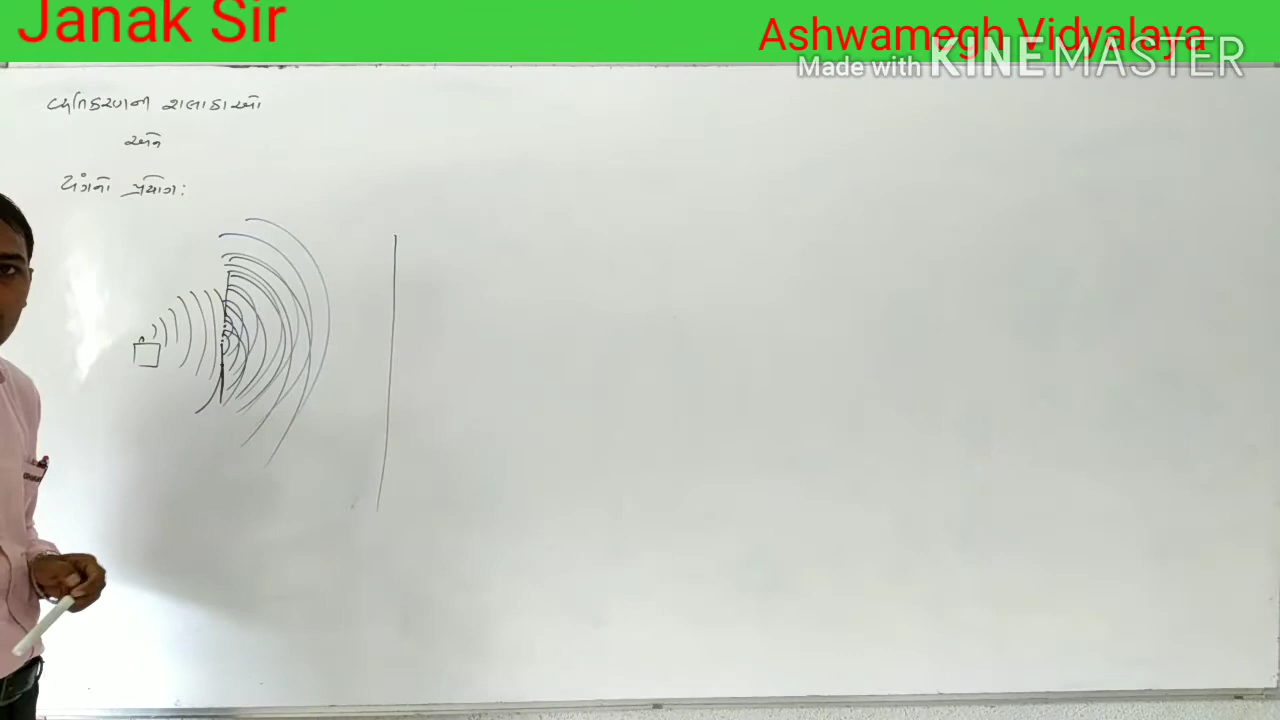 Janak Sir
Ashwamegh Vidyalaya
Made with KINEMASTER
વ્યતિકરણની શલાકાઓ
અને
યંગનો પ્રયોગ: